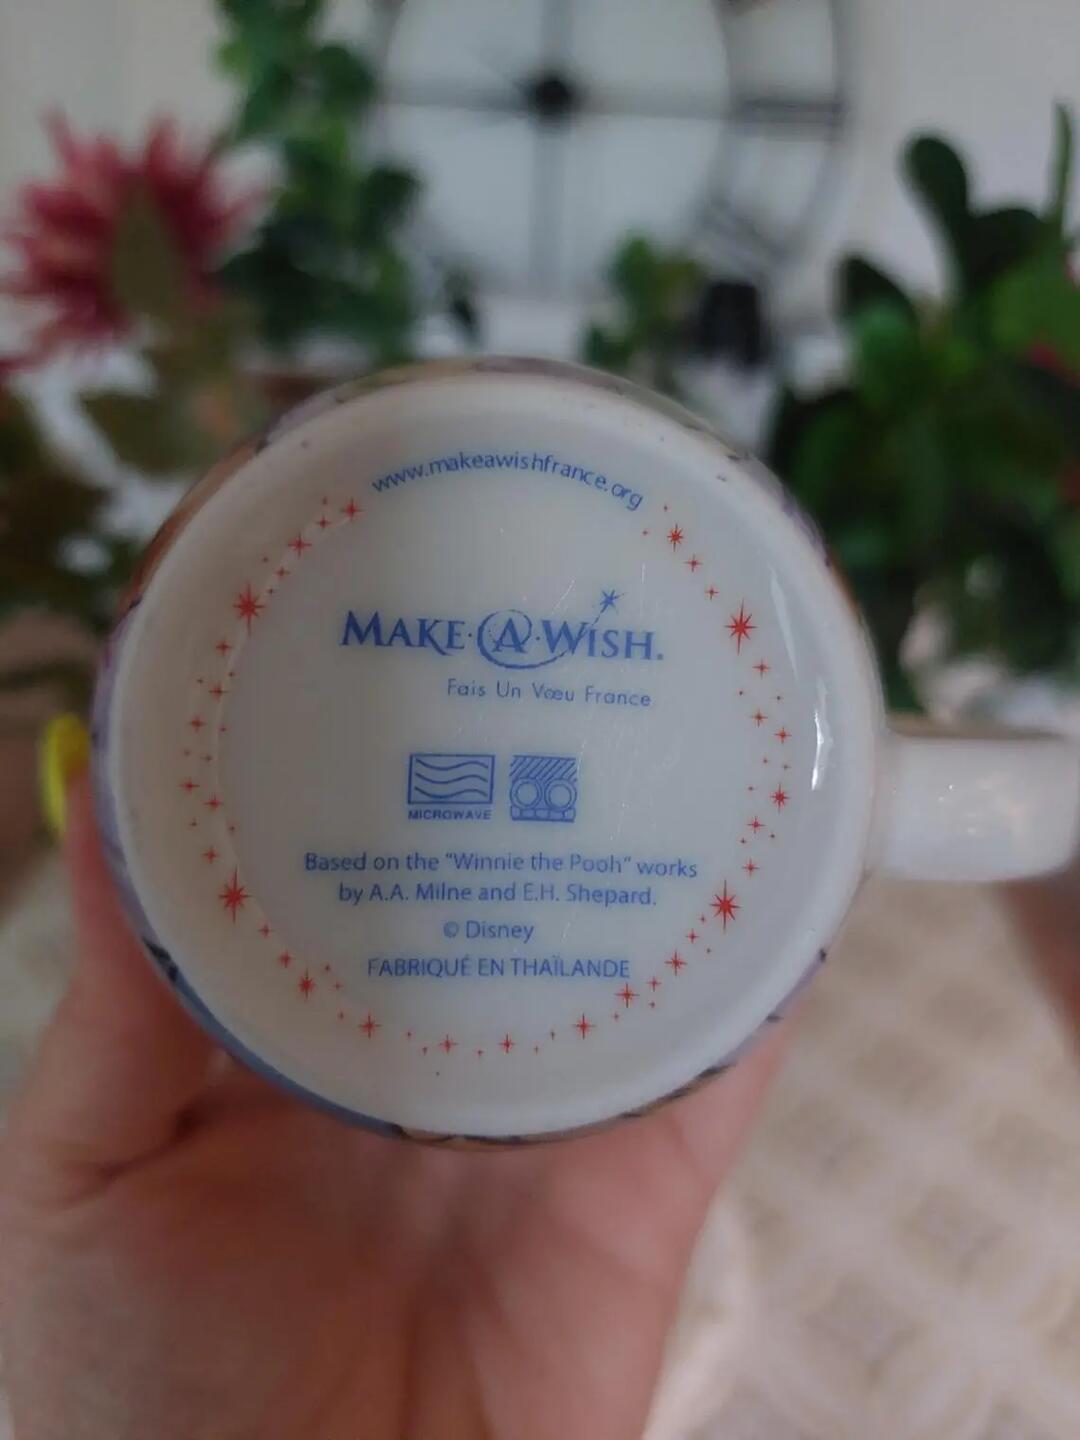 www.makeawishfrance.org
MAKE·A·WISH.
Fais Un Vœu France
MICROWAVE
Based on the "Winnie the Pooh" works
by A.A. Milne and E.H. Shepard.
© Disney
FABRIQUÉ EN THAÏLANDE